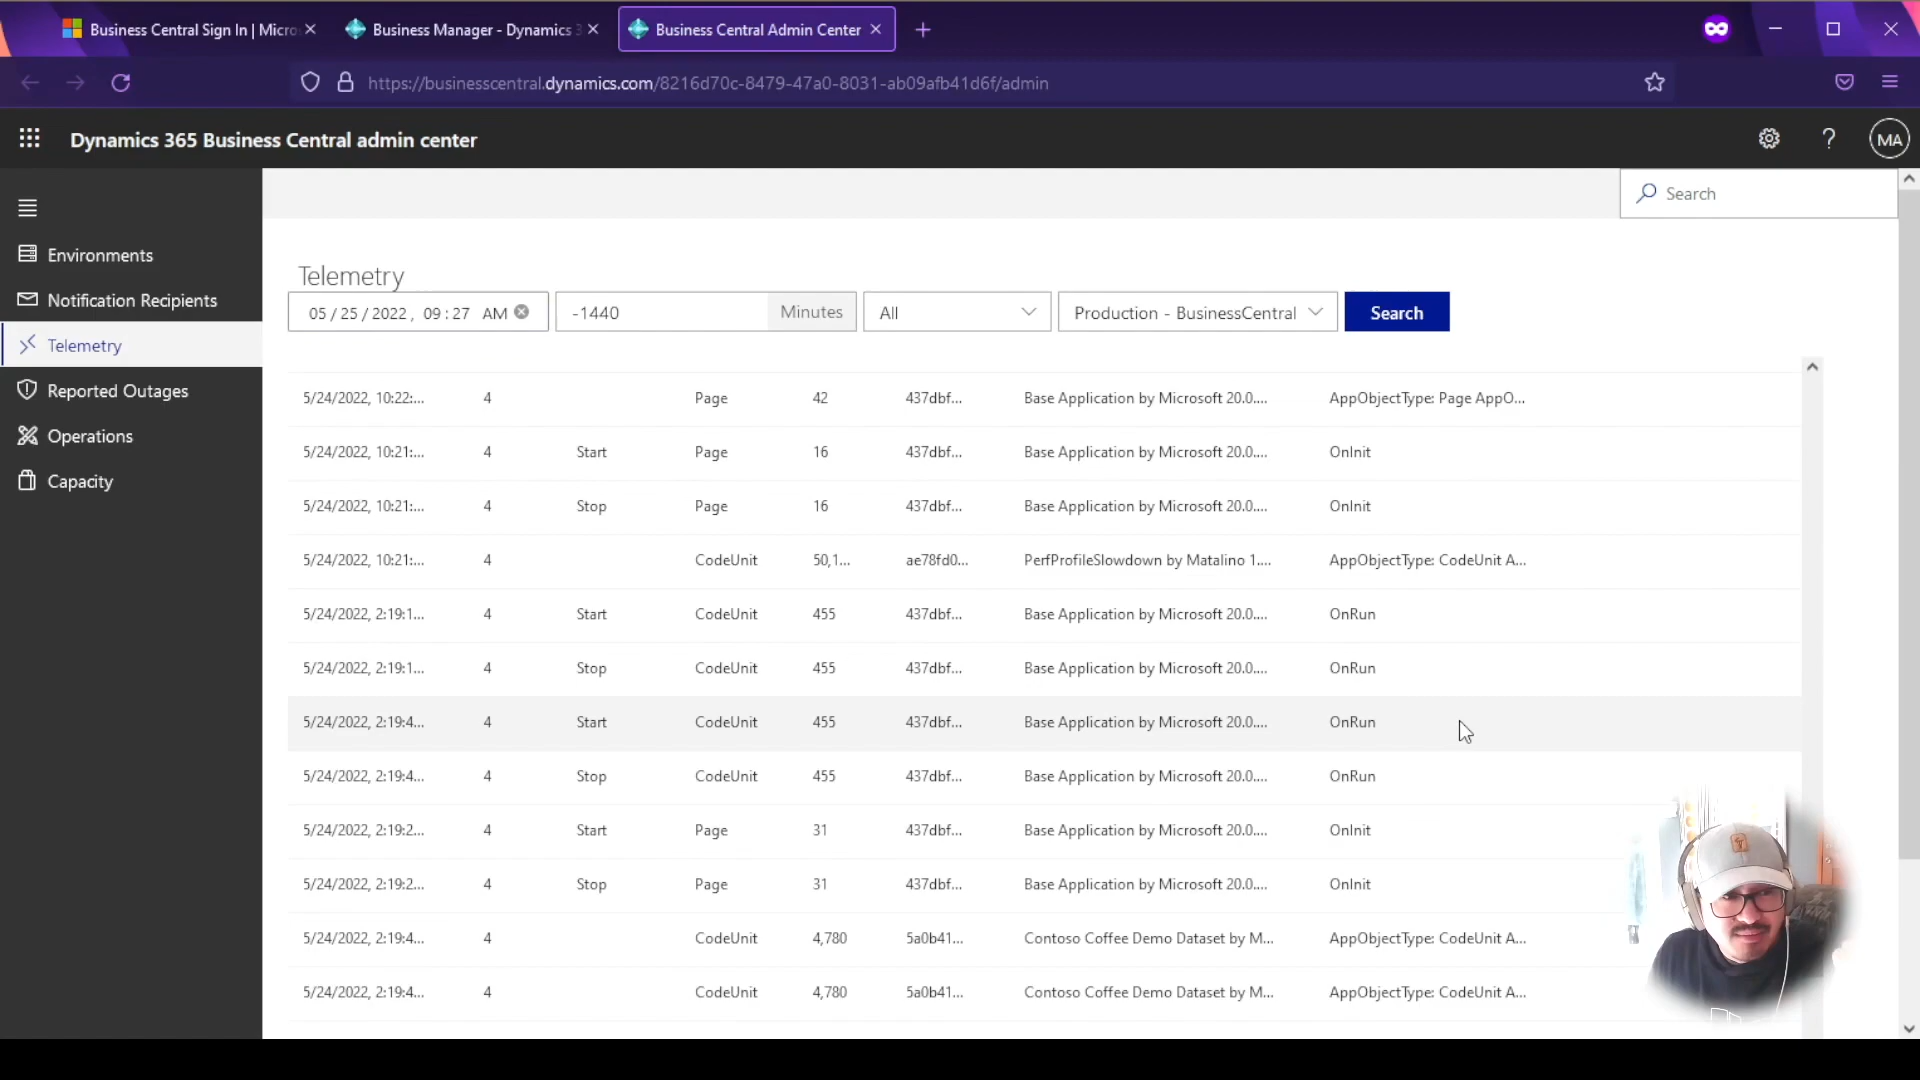 Business Central Sign In | Micro
Business Manager - Dynamics 3
Business Central Admin Center
https://businesscentral.dynamics.com/8216d70c-8479-47a0-8031-ab09afb41d6f/admin
Dynamics 365 Business Central admin center
?
MA
Search
Environments
Notification Recipients
Telemetry
Reported Outages
Operations
Capacity
Telemetry
05 / 25 / 2022 , 09 : 27 AM
-1440 Minutes
All
Production - BusinessCentral
Search
5/24/2022, 10:22:... 4 Page 42 437dbf... Base Application by Microsoft 20.0.... AppObjectType: Page AppO...
5/24/2022, 10:21:... 4 Start Page 16 437dbf... Base Application by Microsoft 20.0.... OnInit
5/24/2022, 10:21:... 4 Stop Page 16 437dbf... Base Application by Microsoft 20.0.... OnInit
5/24/2022, 10:21:... 4 CodeUnit 50,1... ae78fd0... PerfProfileSlowdown by Matalino 1.... AppObjectType: CodeUnit A...
5/24/2022, 2:19:1... 4 Start CodeUnit 455 437dbf... Base Application by Microsoft 20.0.... OnRun
5/24/2022, 2:19:1... 4 Stop CodeUnit 455 437dbf... Base Application by Microsoft 20.0.... OnRun
5/24/2022, 2:19:4... 4 Start CodeUnit 455 437dbf... Base Application by Microsoft 20.0.... OnRun
5/24/2022, 2:19:4... 4 Stop CodeUnit 455 437dbf... Base Application by Microsoft 20.0.... OnRun
5/24/2022, 2:19:2... 4 Start Page 31 437dbf... Base Application by Microsoft 20.0.... OnInit
5/24/2022, 2:19:2... 4 Stop Page 31 437dbf... Base Application by Microsoft 20.0.... OnInit
5/24/2022, 2:19:4... 4 CodeUnit 4,780 5a0b41... Contoso Coffee Demo Dataset by M... AppObjectType: CodeUnit A...
5/24/2022, 2:19:4... 4 CodeUnit 4,780 5a0b41... Contoso Coffee Demo Dataset by M... AppObjectType: CodeUnit A...